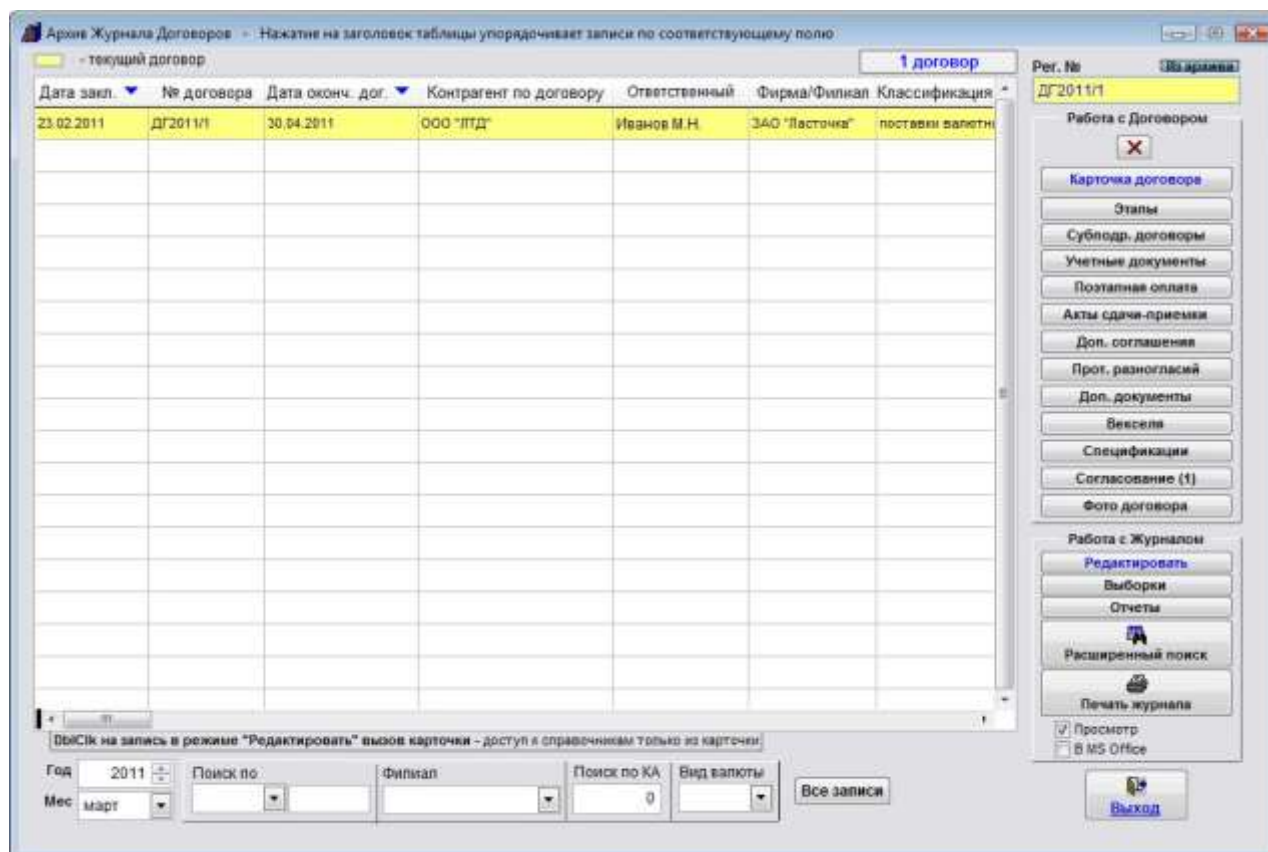 Архив Журнала Договоров - Нажатие на заголовок таблицы упорядочивает записи по соответствующему полю
- текущий договор
1 договор
Рег. №
Из архива
Дата закл. № договора Дата оконч. дог. Контрагент по договору Ответственный Фирма/Филиал Классификация
ДГ2011/1
23.02.2011 ДГ2011/1 30.04.2011 ООО "ЛТД" Иванов М.Н. ЗАО "Ласточка" поставки валютн
Работа с Договором
Карточка договора
Этапы
Субподр. договоры
Учетные документы
Поэтапная оплата
Акты сдачи-приемки
Доп. соглашения
Прот. разногласий
Доп. документы
Векселя
Спецификации
Согласование (1)
Фото договора
Работа с Журналом
Редактировать
Выборки
Отчеты
Расширенный поиск
Печать журнала
Просмотр
В MS Office
Выход
DblClk на запись в режиме "Редактировать" вызов карточки - доступ к справочникам только из карточки
Год 2011 Поиск по Филиал Поиск по КА Вид валюты
Мес март 0 Все записи